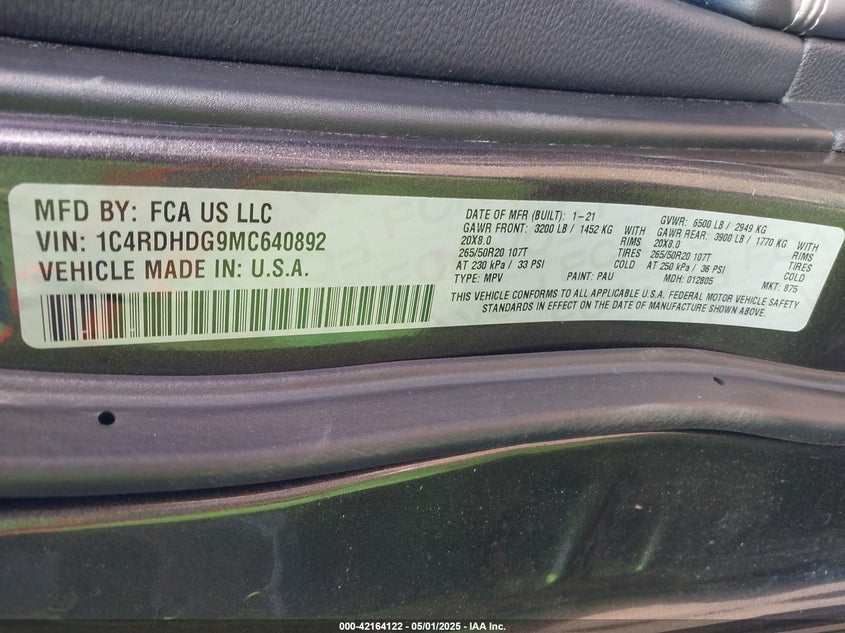 MFD BY: FCA US LLC
VIN: 1C4RDHDG9MC640892
VEHICLE MADE IN: U.S.A.
DATE OF MFR (BUILT): 1-21 GVWR: 6500 LB / 2949 KG
GAWR FRONT: 3200 LB / 1452 KG WITH GAWR REAR: 3900 LB / 1770 KG WITH
20X8.0 RIMS 20X8.0 RIMS
265/50R20 107T TIRES 265/50R20 107T TIRES
AT 230 kPa / 33 PSI COLD AT 250 kPa / 36 PSI COLD
TYPE: MPV PAINT: PAU MDH: 012805 MKT: 875
THIS VEHICLE CONFORMS TO ALL APPLICABLE U.S.A. FEDERAL MOTOR VEHICLE SAFETY
STANDARDS IN EFFECT ON THE DATE OF MANUFACTURE SHOWN ABOVE.
000-42164122 - 05/01/2025 - IAA Inc.